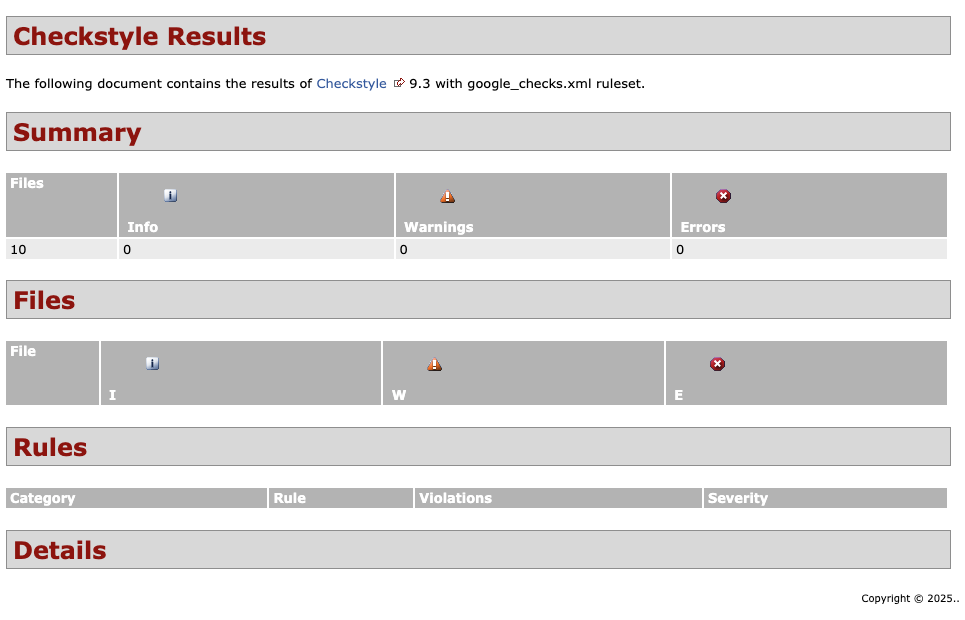 Checkstyle Results
The following document contains the results of Checkstyle 9.3 with google_checks.xml ruleset.
Summary
Files Info Warnings Errors
10 0 0 0
Files
File I W E
Rules
Category Rule Violations Severity
Details
Copyright © 2025..